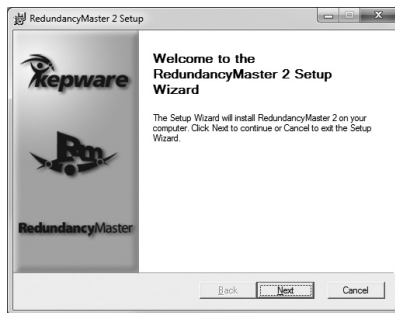 RedundancyMaster 2 Setup
kepware
Welcome to the
RedundancyMaster 2 Setup
Wizard
The Setup Wizard will install RedundancyMaster 2 on your
computer. Click Next to continue or Cancel to exit the Setup
Wizard.
Rm
RedundancyMaster
Back
Next
Cancel